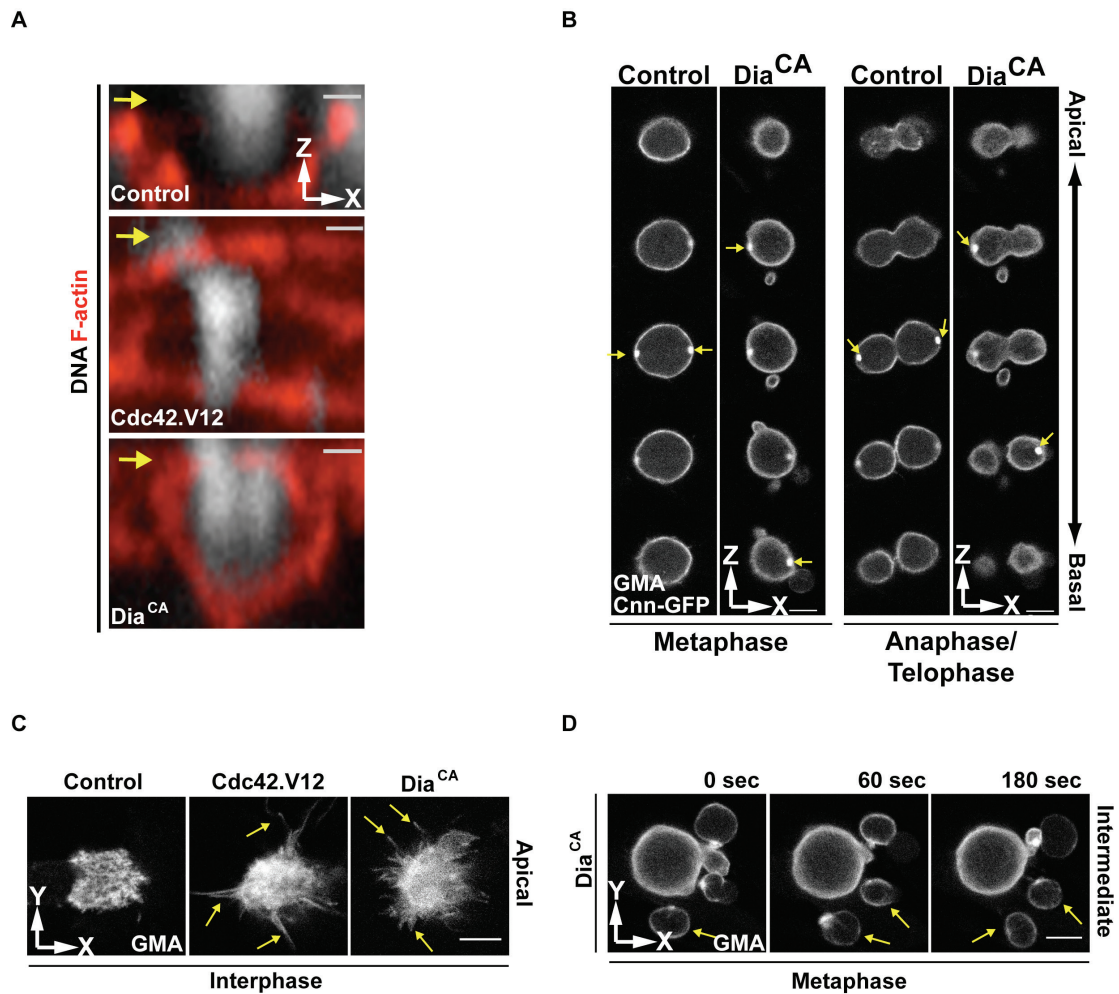 A
DNA F-actin
Control
Z
X
Cdc42.V12
Dia CA
B
Control Dia CA Control Dia CA
Apical
Basal
GMA
Cnn-GFP
Z
X
Z
X
Metaphase
Anaphase/
Telophase
C
Control Cdc42.V12 Dia CA
Y
X
GMA
Apical
Interphase
D
0 sec 60 sec 180 sec
Dia CA
Y
X
GMA
Intermediate
Metaphase